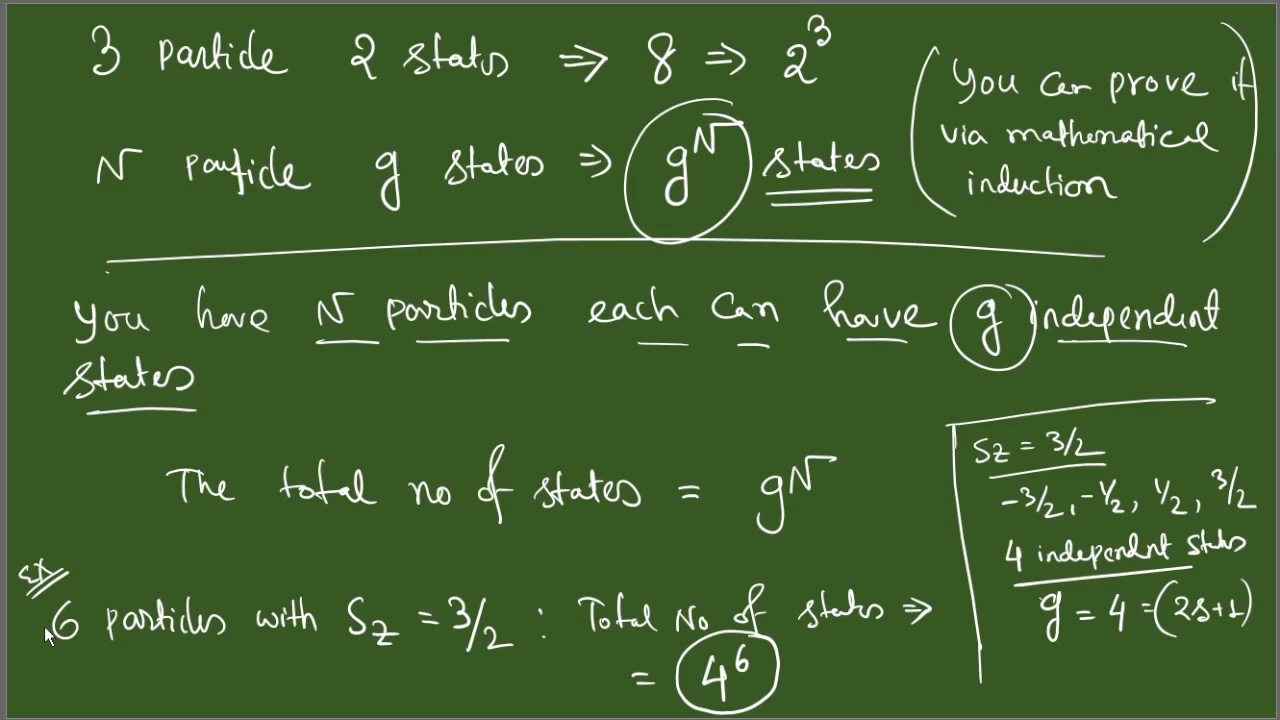 3 particle 2 states ⇒ 8 ⇒ 2³
(You can prove it
via mathematical
induction)
N particle g states ⇒ gᴺ states
You have N particles each can have g independent
states
The total no of states = gᴺ
Sz = 3/2
-3/2, -1/2, 1/2, 3/2
4 independent states
g = 4 = (2s+1)
Ex
6 particles with Sz = 3/2 : Total No of states ⇒
= 4⁶